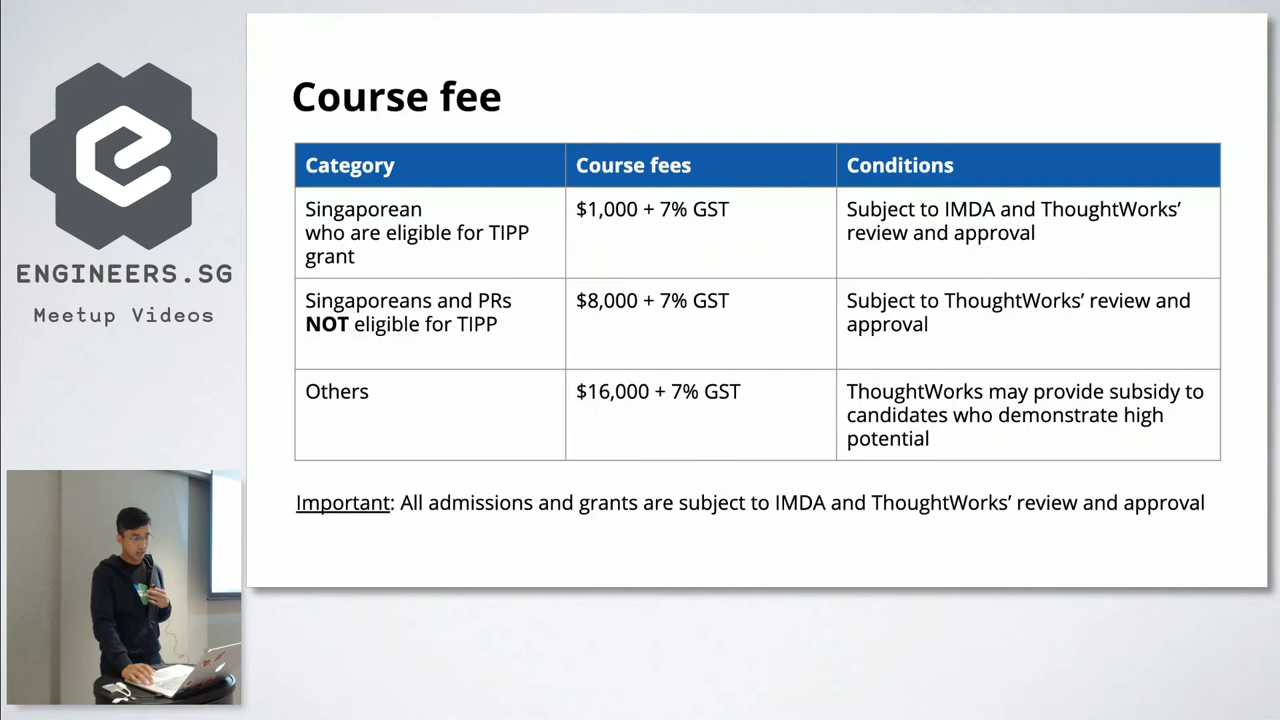 ENGINEERS.SG
Meetup Videos
Course fee
Category
Course fees
Conditions
Singaporean
who are eligible for TIPP
grant
$1,000 + 7% GST
Subject to IMDA and ThoughtWorks’
review and approval
Singaporeans and PRs
NOT eligible for TIPP
$8,000 + 7% GST
Subject to ThoughtWorks’ review and
approval
Others
$16,000 + 7% GST
ThoughtWorks may provide subsidy to
candidates who demonstrate high
potential
Important: All admissions and grants are subject to IMDA and ThoughtWorks’ review and approval